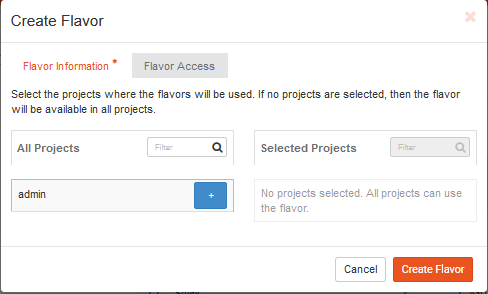 Create Flavor
Flavor Information *
Flavor Access
Select the projects where the flavors will be used. If no projects are selected, then the flavor
will be available in all projects.
All Projects
Filter
Selected Projects
Filter
admin
+
No projects selected. All projects can use
the flavor.
Cancel
Create Flavor